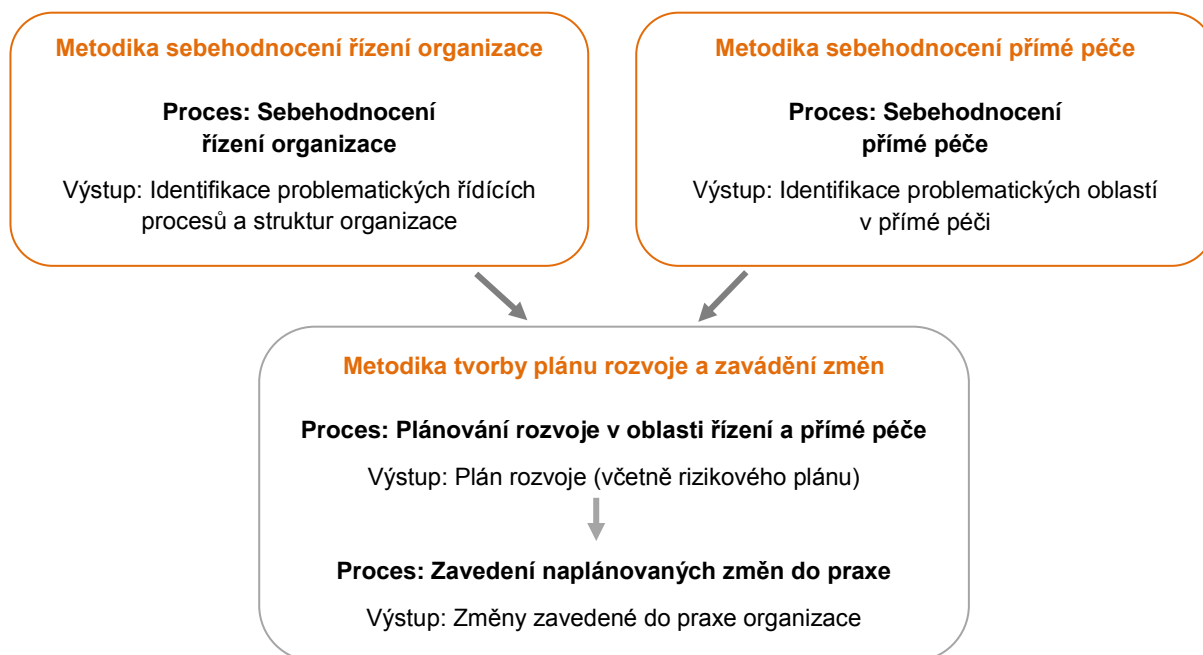 Metodika sebehodnocení řízení organizace
Proces: Sebehodnocení
řízení organizace
Výstup: Identifikace problematických řídících
procesů a struktur organizace
Metodika sebehodnocení přímé péče
Proces: Sebehodnocení
přímé péče
Výstup: Identifikace problematických oblastí
v přímé péči
Metodika tvorby plánu rozvoje a zavádění změn
Proces: Plánování rozvoje v oblasti řízení a přímé péče
Výstup: Plán rozvoje (včetně rizikového plánu)
Proces: Zavedení naplánovaných změn do praxe
Výstup: Změny zavedené do praxe organizace